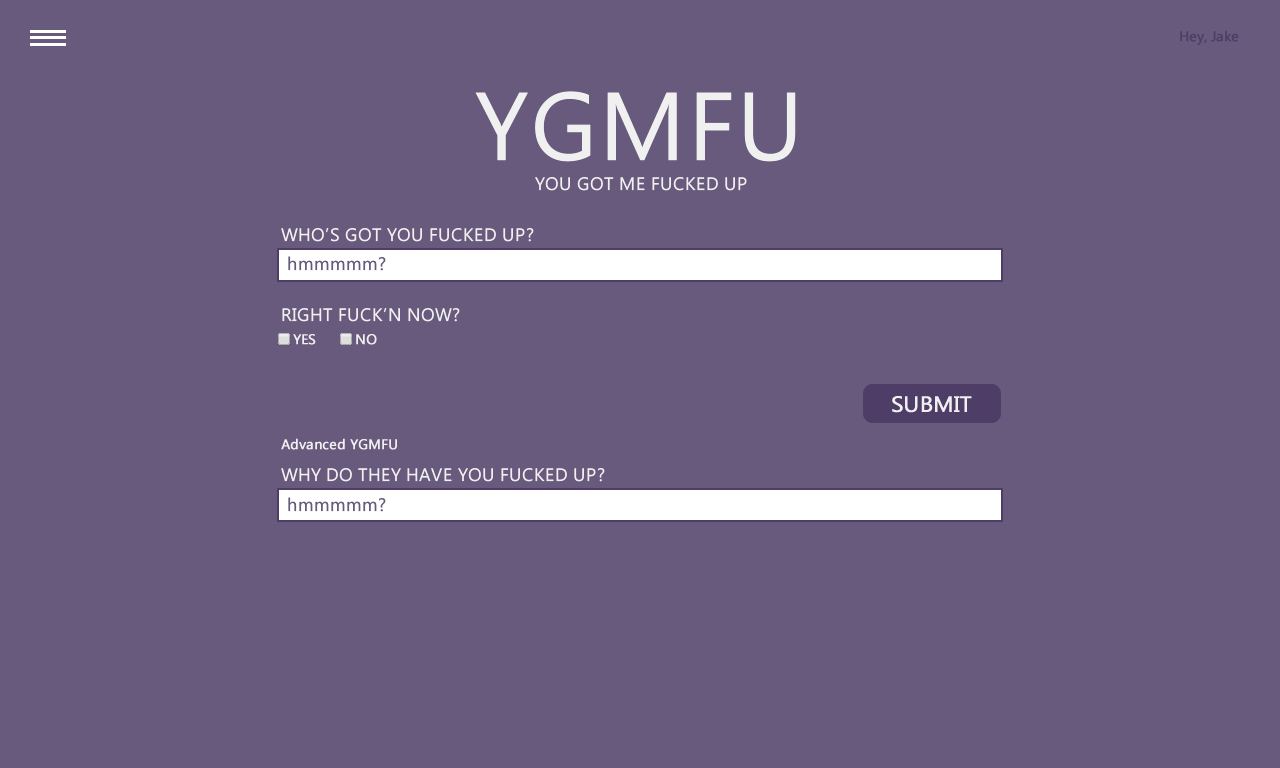 Hey, Jake
YGMFU
YOU GOT ME FUCKED UP
WHO'S GOT YOU FUCKED UP?
hmmmmm?
RIGHT FUCK'N NOW?
YES NO
SUBMIT
Advanced YGMFU
WHY DO THEY HAVE YOU FUCKED UP?
hmmmmm?